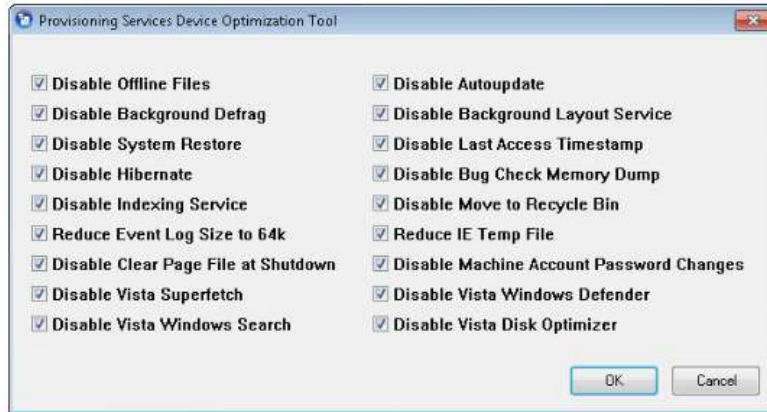 Provisioning Services Device Optimization Tool
Disable Offline Files
Disable Background Defrag
Disable System Restore
Disable Hibernate
Disable Indexing Service
Reduce Event Log Size to 64k
Disable Clear Page File at Shutdown
Disable Vista Superfetch
Disable Vista Windows Search
Disable Autoupdate
Disable Background Layout Service
Disable Last Access Timestamp
Disable Bug Check Memory Dump
Disable Move to Recycle Bin
Reduce IE Temp File
Disable Machine Account Password Changes
Disable Vista Windows Defender
Disable Vista Disk Optimizer
OK
Cancel